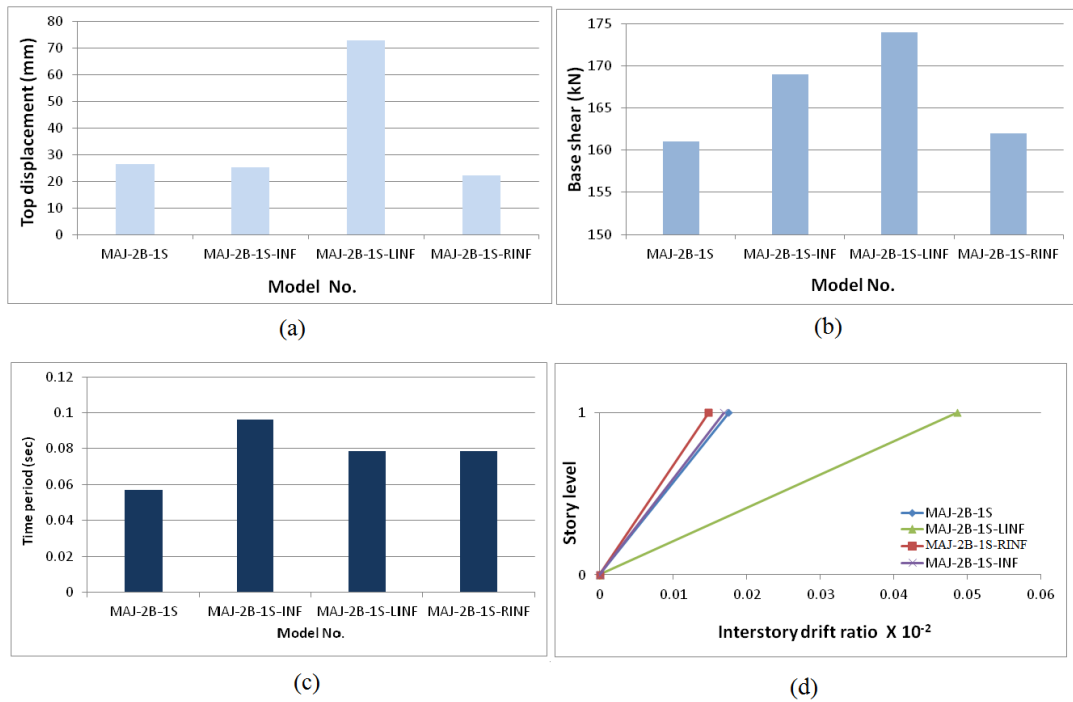 80
70
60
50
40
30
20
10
0
Top displacement (mm)
MAJ-2B-1S MAJ-2B-1S-INF MAJ-2B-1S-LINF MAJ-2B-1S-RINF
Model No.
(a)
175
170
165
160
155
150
Base shear (kN)
MAJ-2B-1S MAJ-2B-1S-INF MAJ-2B-1S-LINF MAJ-2B-1S-RINF
Model No.
(b)
0.12
0.1
0.08
0.06
0.04
0.02
0
Time period (sec)
MAJ-2B-1S MAJ-2B-1S-INF MAJ-2B-1S-LINF MAJ-2B-1S-RINF
Model No.
(c)
1
0
Story level
MAJ-2B-1S
MAJ-2B-1S-LINF
MAJ-2B-1S-RINF
MAJ-2B-1S-INF
0 0.01 0.02 0.03 0.04 0.05 0.06
Interstory drift ratio X 10-2
(d)